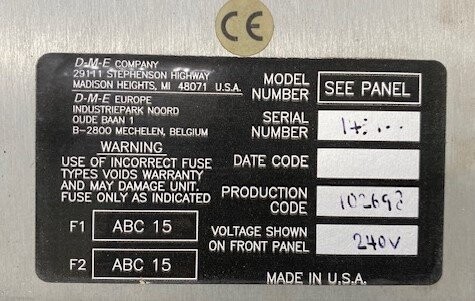 CE
D-M-E COMPANY
29111 STEPHENSON HIGHWAY
MADISON HEIGHTS, MI 48071 U.S.A.
D-M-E EUROPE
INDUSTRIEPARK NOORD
OUDE BAAN 1
B-2800 MECHELEN, BELGIUM
WARNING
USE OF INCORRECT FUSE
TYPES VOIDS WARRANTY
AND MAY DAMAGE UNIT.
FUSE ONLY AS INDICATED
F1 ABC 15
F2 ABC 15
MODEL
NUMBER SEE PANEL
SERIAL
NUMBER
DATE CODE
PRODUCTION
CODE
VOLTAGE SHOWN
ON FRONT PANEL 240V
MADE IN U.S.A.